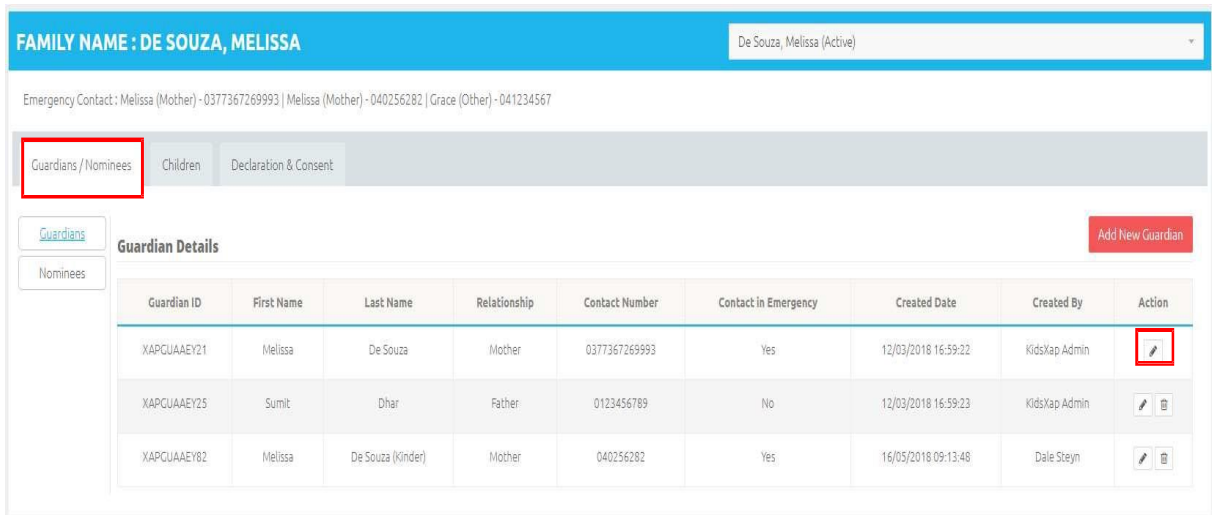 FAMILY NAME : DE SOUZA, MELISSA
De Souza, Melissa (Active)
Emergency Contact : Melissa (Mother) - 0377367269993 | Melissa (Mother) - 040256282 | Grace (Other) - 041234567
Guardians / Nominees Children Declaration & Consent
Guardians
Guardian Details
Add New Guardian
Nominees
Guardian ID First Name Last Name Relationship Contact Number Contact in Emergency Created Date Created By Action
XAPGUAAEY21 Melissa De Souza Mother 0377367269993 Yes 12/03/2018 16:59:22 KidsXap Admin
XAPGUAAEY25 Sumit Dhar Father 0123456789 No 12/03/2018 16:59:23 KidsXap Admin
XAPGUAAEY82 Melissa De Souza (Kinder) Mother 040256282 Yes 16/05/2018 09:13:48 Dale Steyn